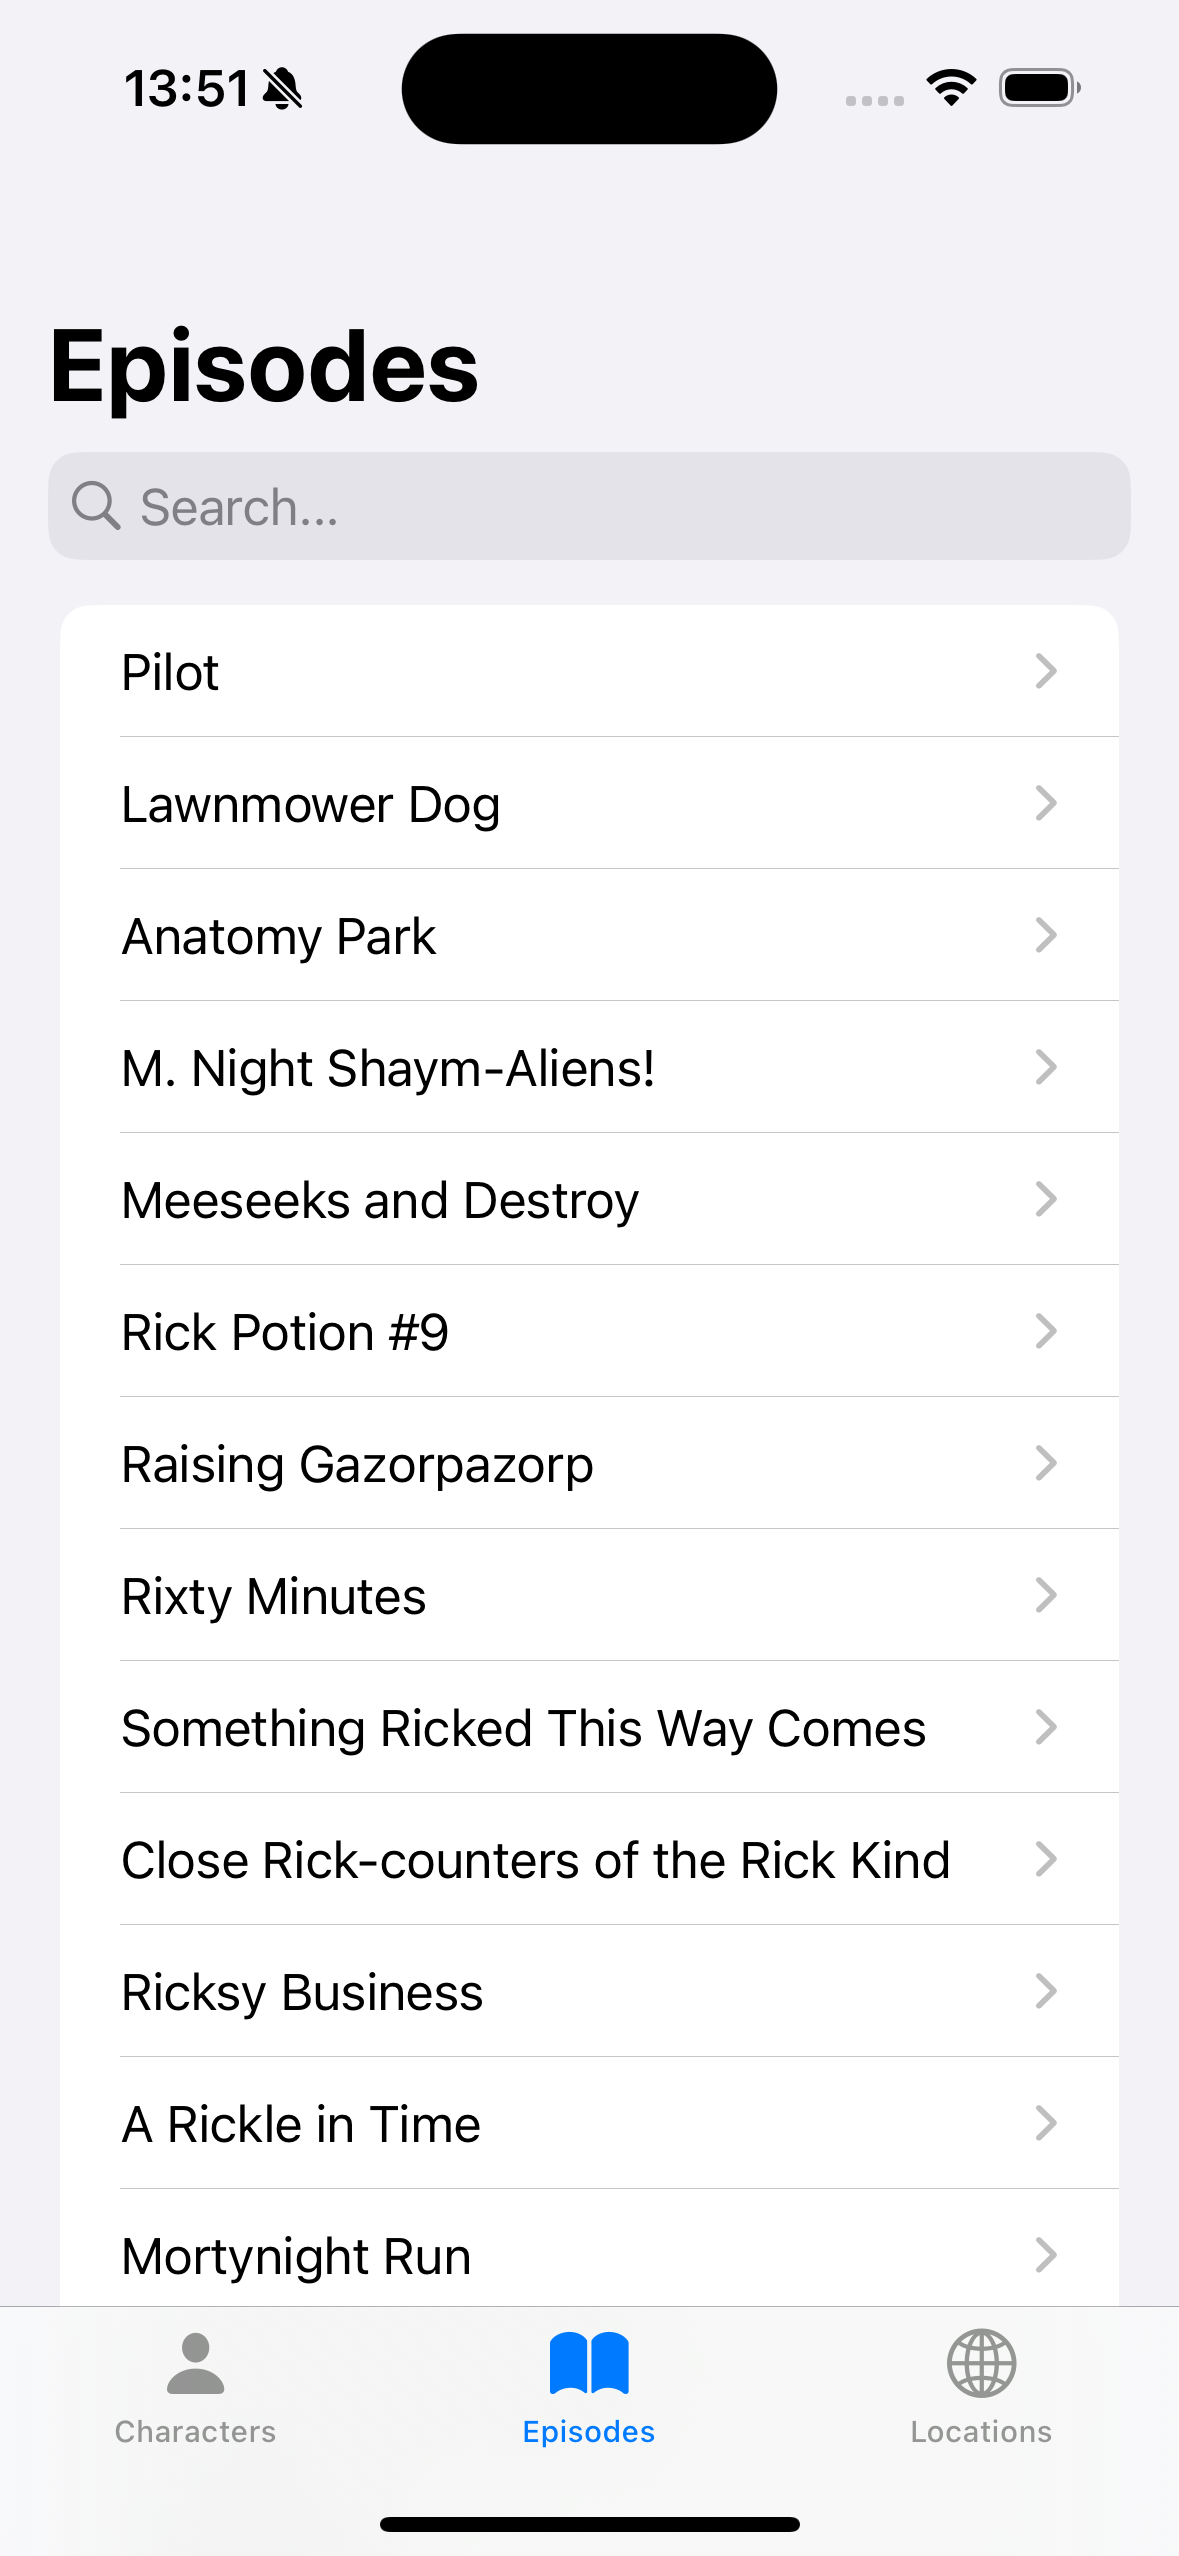 13:51
Episodes
Search...
Pilot
Lawnmower Dog
Anatomy Park
M. Night Shaym-Aliens!
Meeseeks and Destroy
Rick Potion #9
Raising Gazorpazorp
Rixty Minutes
Something Ricked This Way Comes
Close Rick-counters of the Rick Kind
Ricksy Business
A Rickle in Time
Mortynight Run
Characters
Episodes
Locations